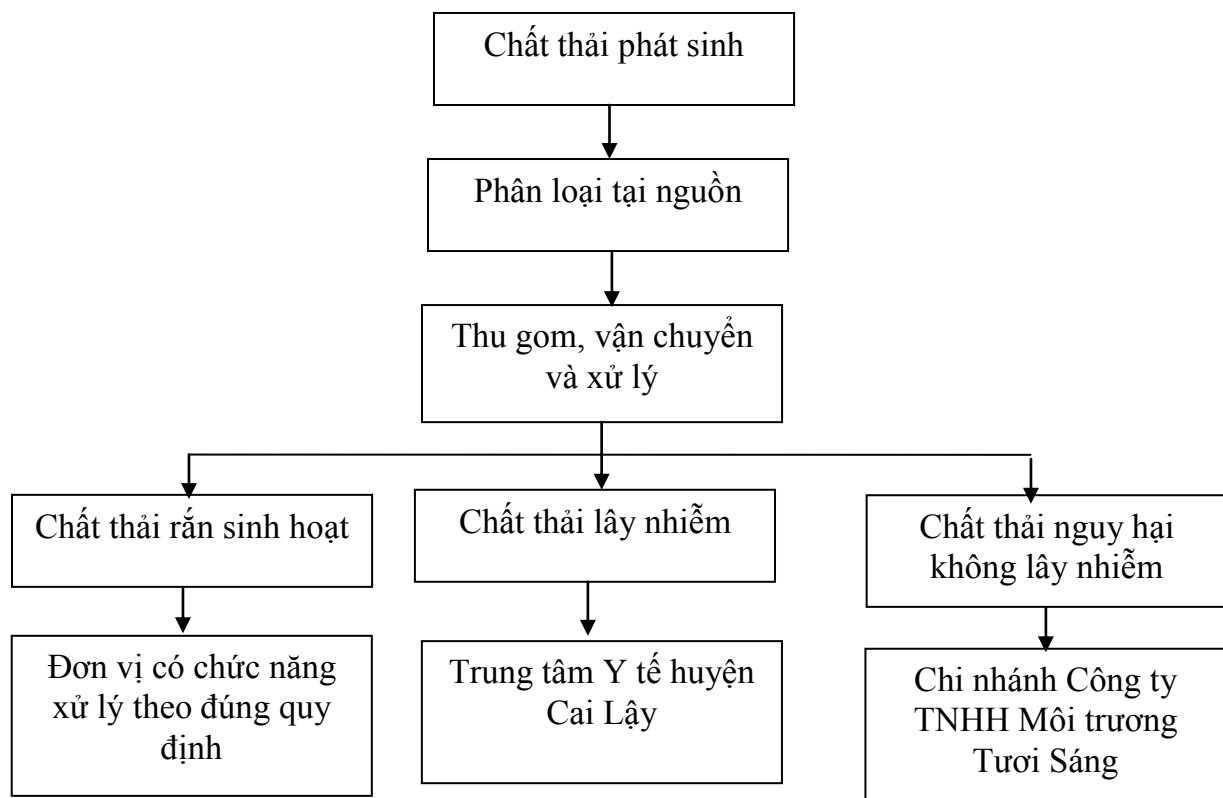 Chất thải phát sinh
Phân loại tại nguồn
Thu gom, vận chuyển
và xử lý
Chất thải rắn sinh hoạt
Chất thải lây nhiễm
Chất thải nguy hại
không lây nhiễm
Đơn vị có chức năng
xử lý theo đúng quy
định
Trung tâm Y tế huyện
Cai Lậy
Chi nhánh Công ty
TNHH Môi trương
Tươi Sáng